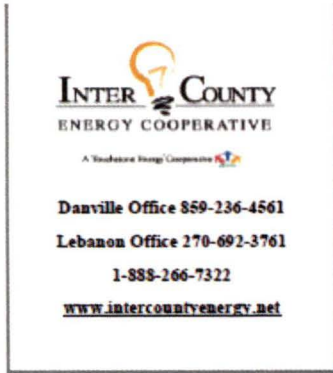 INTER COUNTY
ENERGY COOPERATIVE
A Touchstone Energy Cooperative
Danville Office 859-236-4561
Lebanon Office 270-692-3761
1-888-266-7322
www.intercountyenergy.net